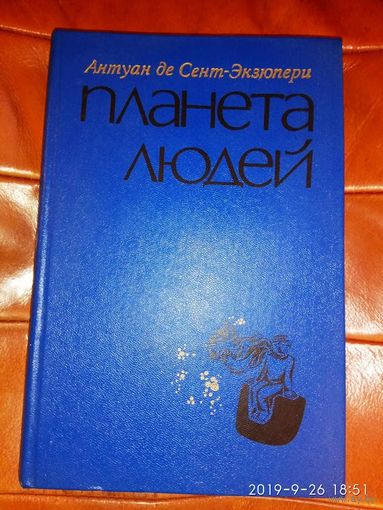 Антуан де Сент-Экзюпери
планета
людей
2019-9-26 18:51